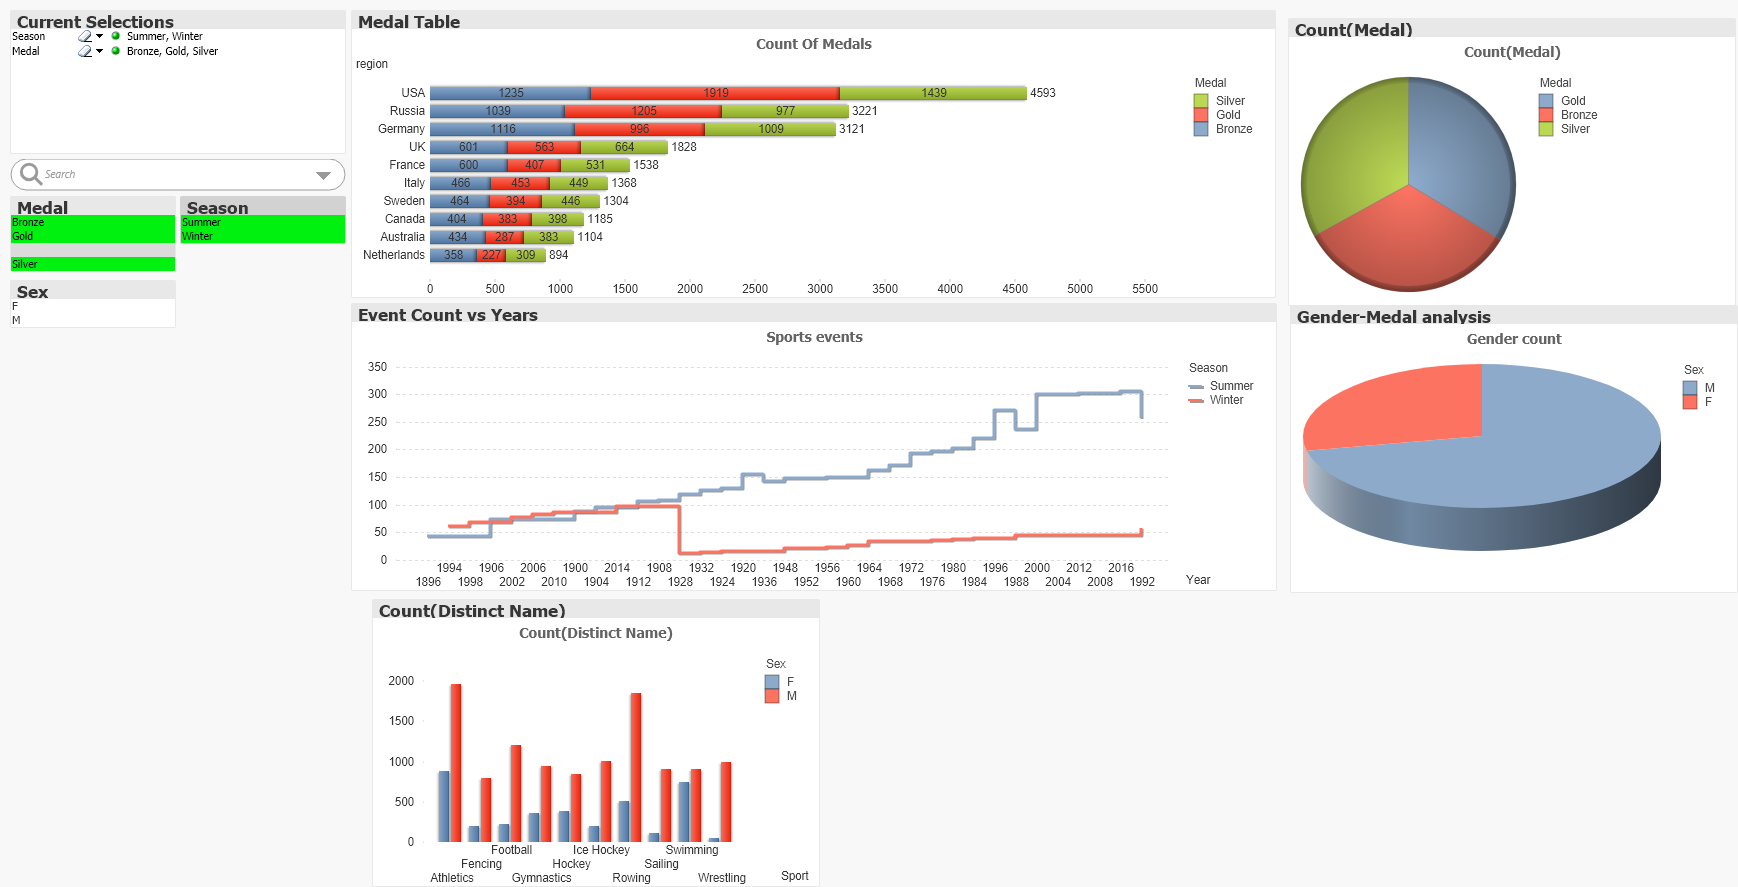 Current Selections
Season Summer, Winter
Medal Bronze, Gold, Silver
Search
Medal
Bronze
Gold
Silver
Season
Summer
Winter
Sex
F
M
Medal Table
Count Of Medals
region
USA 1235 1919 1439 4593
Russia 1039 1205 977 3221
Germany 1116 996 1009 3121
UK 601 563 664 1828
France 600 407 531 1538
Italy 466 453 449 1368
Sweden 464 394 446 1304
Canada 404 383 398 1185
Australia 434 287 383 1104
Netherlands 358 227 309 894
0 500 1000 1500 2000 2500 3000 3500 4000 4500 5000 5500
Medal
Silver
Gold
Bronze
Count(Medal)
Count(Medal)
Medal
Gold
Bronze
Silver
Event Count vs Years
Sports events
350
300
250
200
150
100
50
0
1994 1906 2006 1900 2014 1908 1932 1920 1948 1956 1964 1972 1980 1996 2000 2012 2016
1896 1998 2002 2010 1904 1912 1928 1924 1936 1952 1960 1968 1976 1984 1988 2004 2008 1992
Year
Season
Summer
Winter
Gender-Medal analysis
Gender count
Sex
M
F
Count(Distinct Name)
Count(Distinct Name)
2000
1500
1000
500
0
Football Ice Hockey Swimming
Fencing Hockey Sailing
Athletics Gymnastics Rowing Wrestling
Sport
Sex
F
M